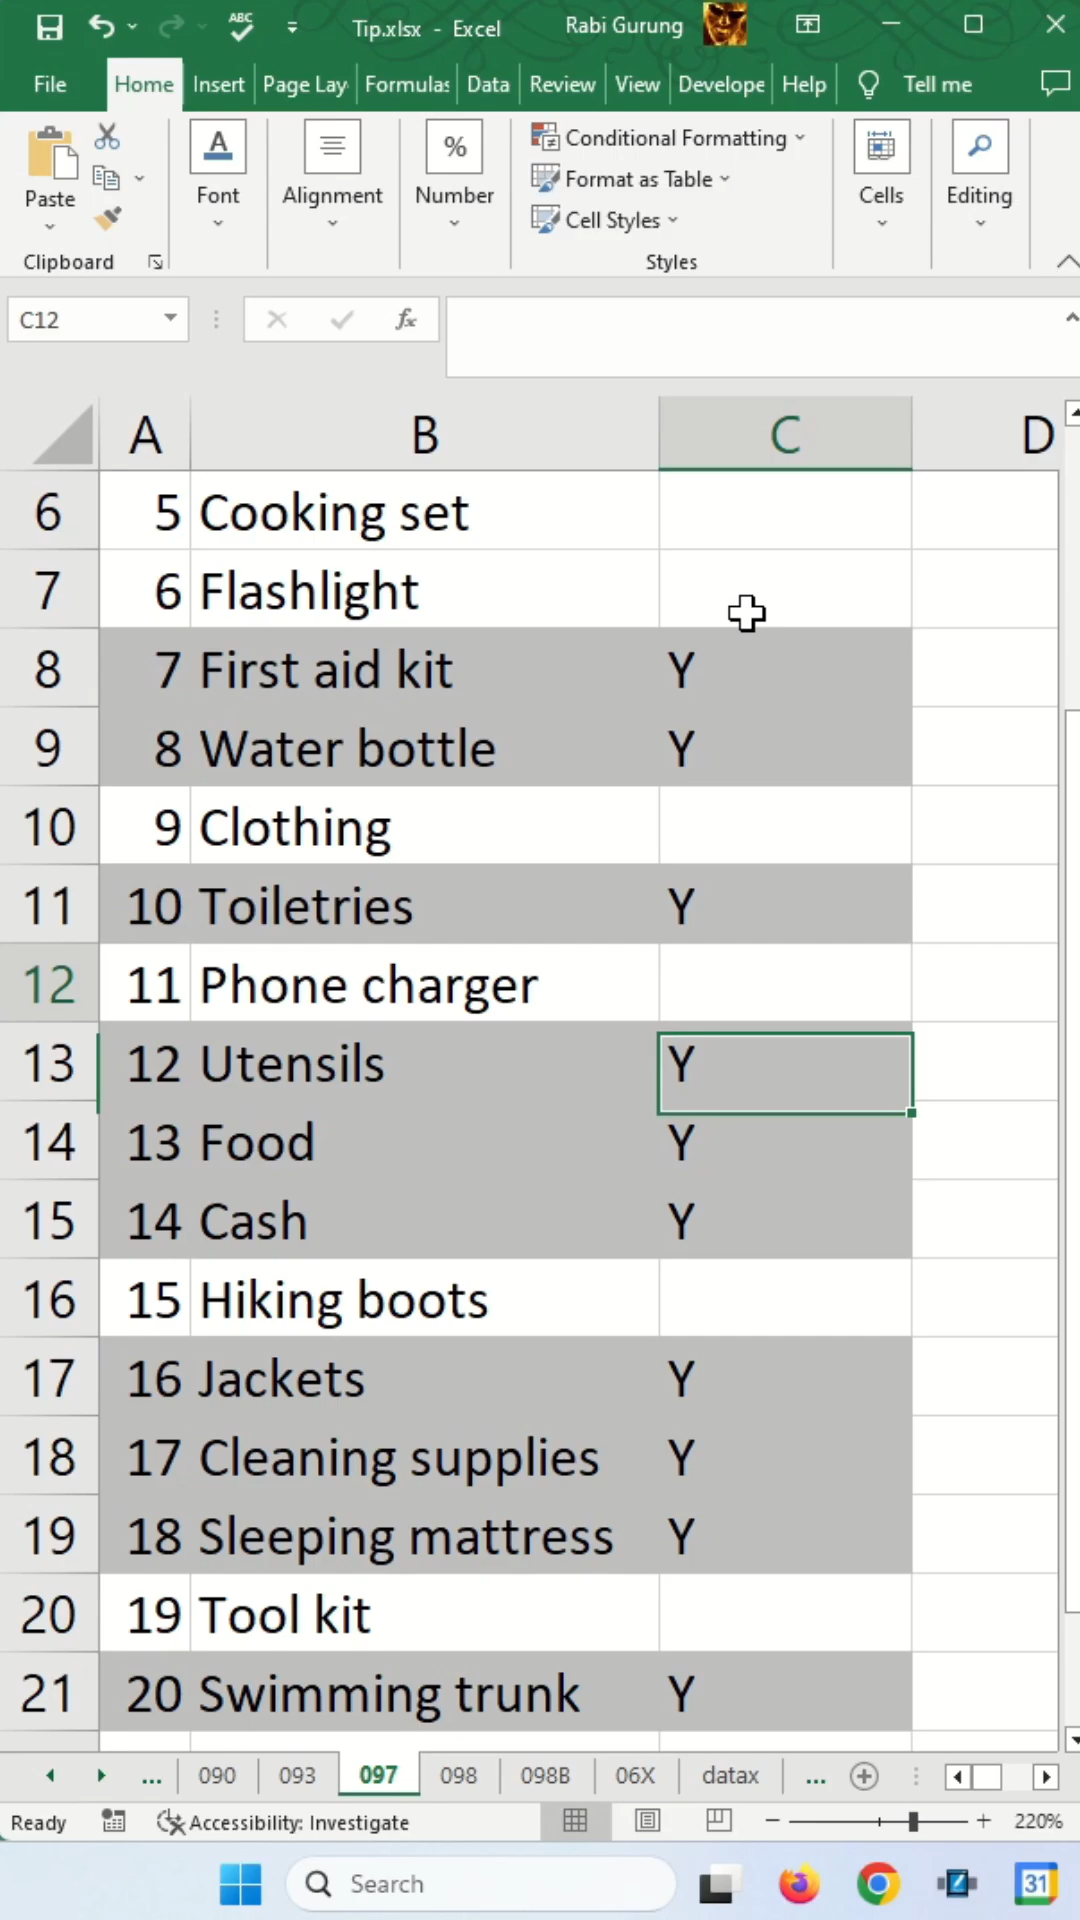 ABC
Tip.xlsx - Excel
Rabi Gurung
File Home Insert Page Lay Formulas Data Review View Develope Help Tell me
Paste
Clipboard
A
Font
Alignment
%
Number
Conditional Formatting
Format as Table
Cell Styles
Styles
Cells
Editing
C12
fx
A B C D
6 5 Cooking set
7 6 Flashlight
8 7 First aid kit Y
9 8 Water bottle Y
10 9 Clothing
11 10 Toiletries Y
12 11 Phone charger
13 12 Utensils Y
14 13 Food Y
15 14 Cash Y
16 15 Hiking boots
17 16 Jackets Y
18 17 Cleaning supplies Y
19 18 Sleeping mattress Y
20 19 Tool kit
21 20 Swimming trunk Y
... 090 093 097 098 098B 06X datax ...
Ready Accessibility: Investigate 220%
Search 31